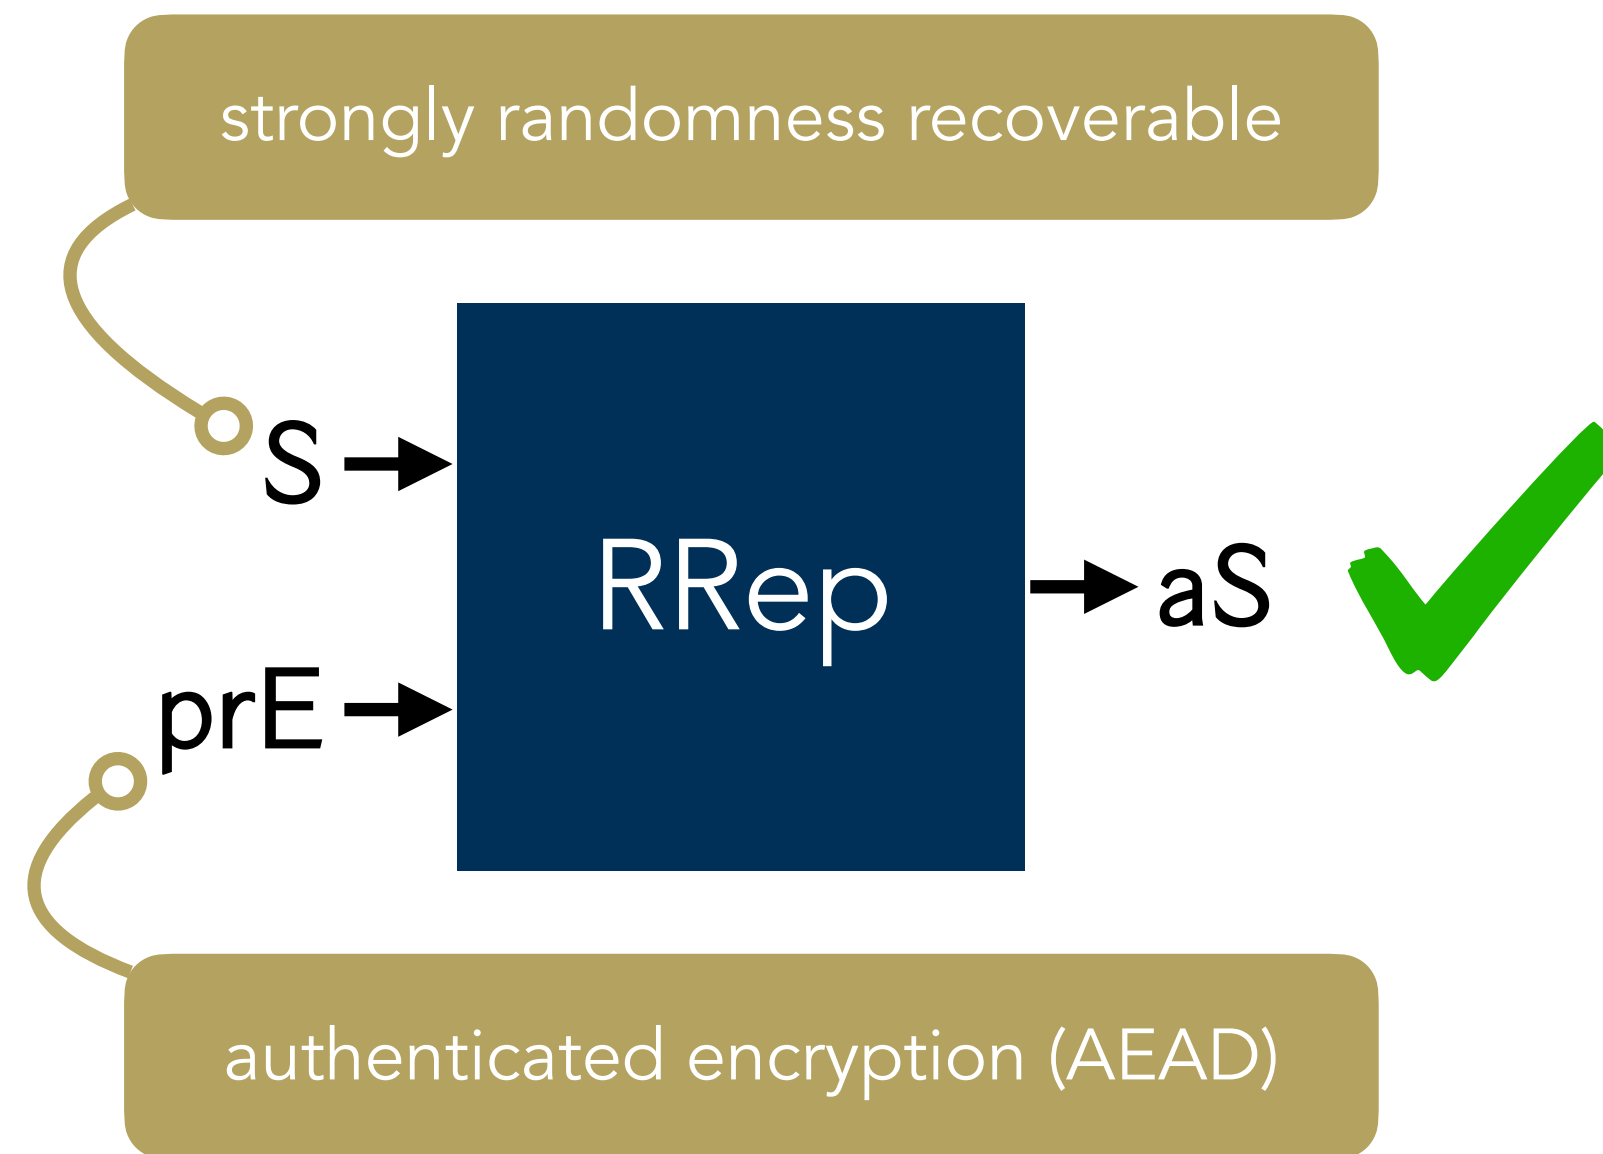 strongly randomness recoverable
S
RRep
aS
prE
authenticated encryption (AEAD)